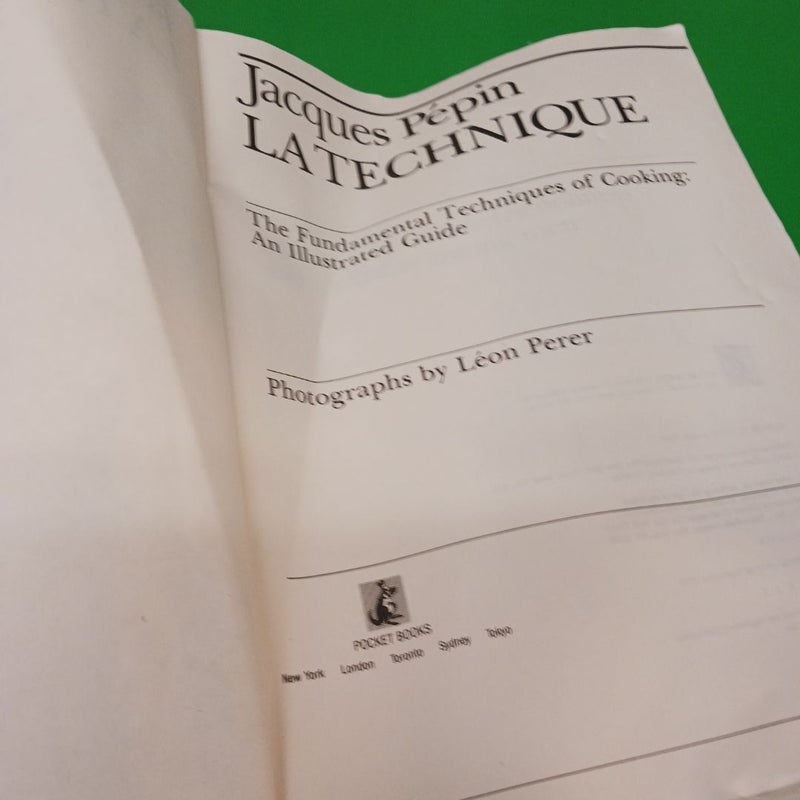 Jacques Pépin
LA TECHNIQUE
The Fundamental Techniques of Cooking:
An Illustrated Guide
Photographs by Léon Perer
POCKET BOOKS
New York London Toronto Sydney Tokyo